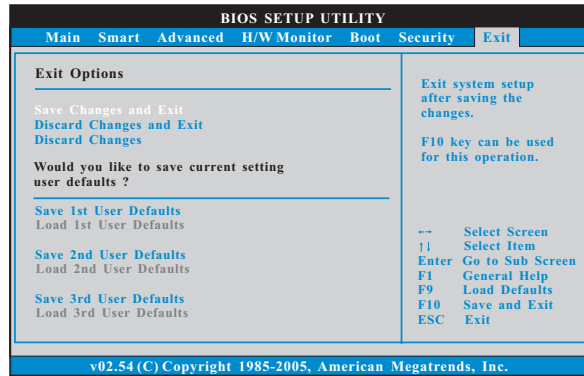 BIOS SETUP UTILITY
Main Smart Advanced H/W Monitor Boot Security Exit
Exit Options
Save Changes and Exit
Discard Changes and Exit
Discard Changes
Would you like to save current setting
user defaults ?
Save 1st User Defaults
Load 1st User Defaults
Save 2nd User Defaults
Load 2nd User Defaults
Save 3rd User Defaults
Load 3rd User Defaults
Exit system setup
after saving the
changes.
F10 key can be used
for this operation.
←→ Select Screen
↑↓ Select Item
Enter Go to Sub Screen
F1 General Help
F9 Load Defaults
F10 Save and Exit
ESC Exit
v02.54 (C) Copyright 1985-2005, American Megatrends, Inc.